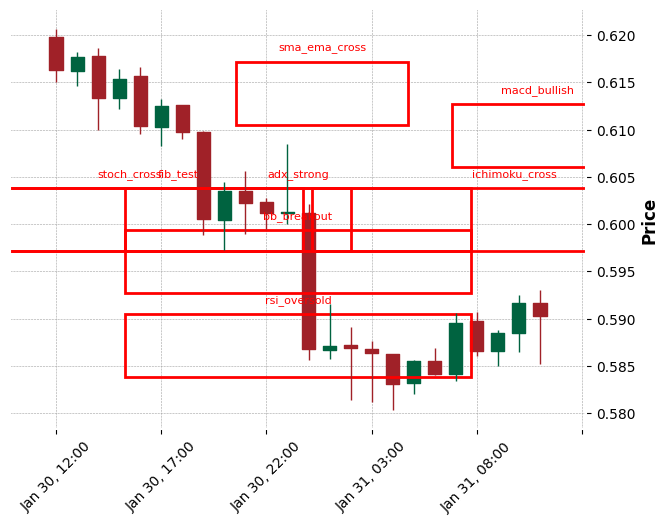 sma_ema_cross
macd_bullish
stoch_cross
fib_test
adx_strong
ichimoku_cross
bb_breakout
rsi_oversold
0.620
0.615
0.610
0.605
0.600
0.595
0.590
0.585
0.580
Price
Jan 30, 12:00
Jan 30, 17:00
Jan 30, 22:00
Jan 31, 03:00
Jan 31, 08:00